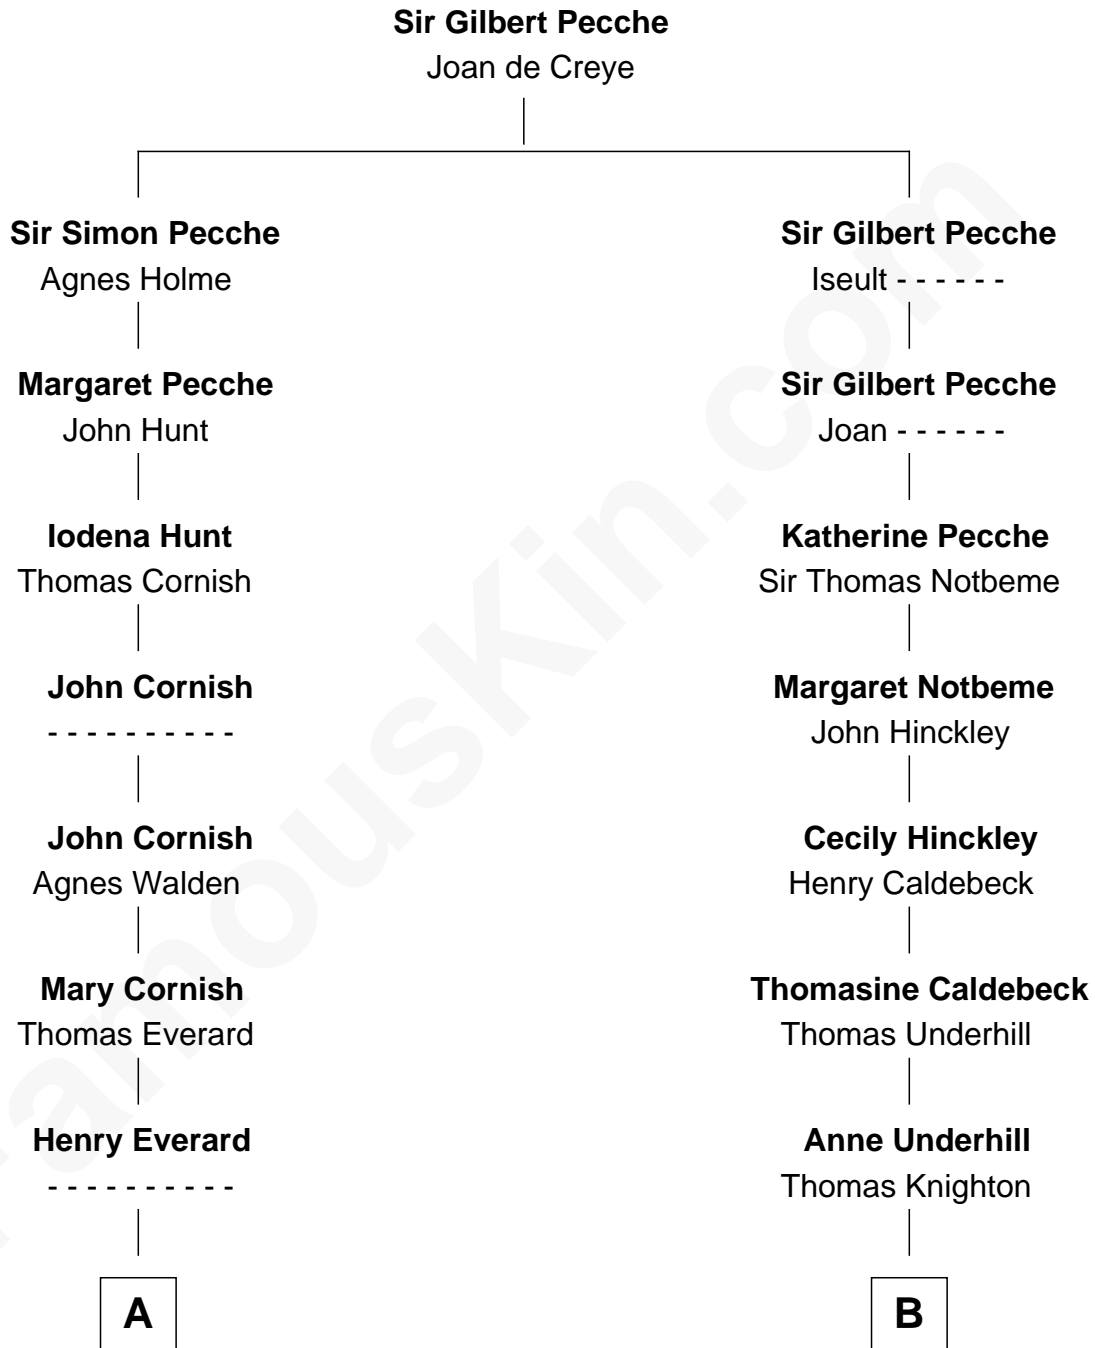 Sir Gilbert Pecche
Joan de Creye
Sir Simon Pecche
Agnes Holme
Margaret Pecche
John Hunt
Iodena Hunt
Thomas Cornish
John Cornish
- - - - - - - - - -
John Cornish
Agnes Walden
Mary Cornish
Thomas Everard
Henry Everard
- - - - - - - - - -
A
Sir Gilbert Pecche
Iseult - - - - - -
Sir Gilbert Pecche
Joan - - - - - -
Katherine Pecche
Sir Thomas Notbeme
Margaret Notbeme
John Hinckley
Cecily Hinckley
Henry Caldebeck
Thomasine Caldebeck
Thomas Underhill
Anne Underhill
Thomas Knighton
B
FamousKin.com